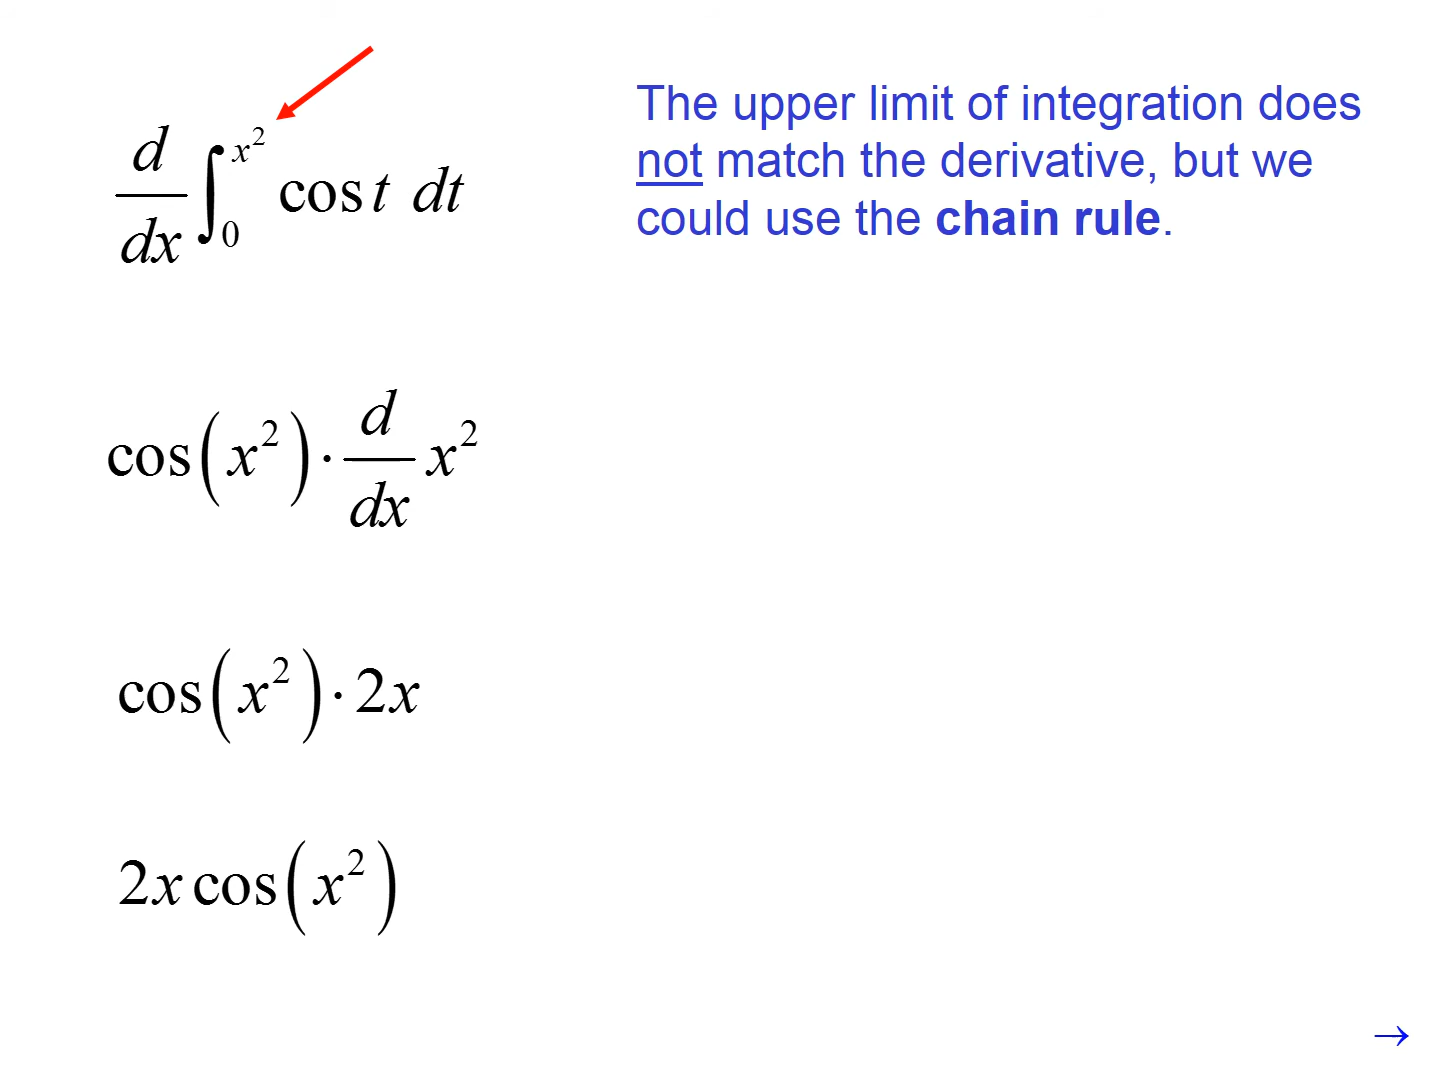 d/dx ∫₀^{x²} cos t dt
The upper limit of integration does
not match the derivative, but we
could use the chain rule.
cos(x²) · d/dx x²
cos(x²) · 2x
2x cos(x²)
→